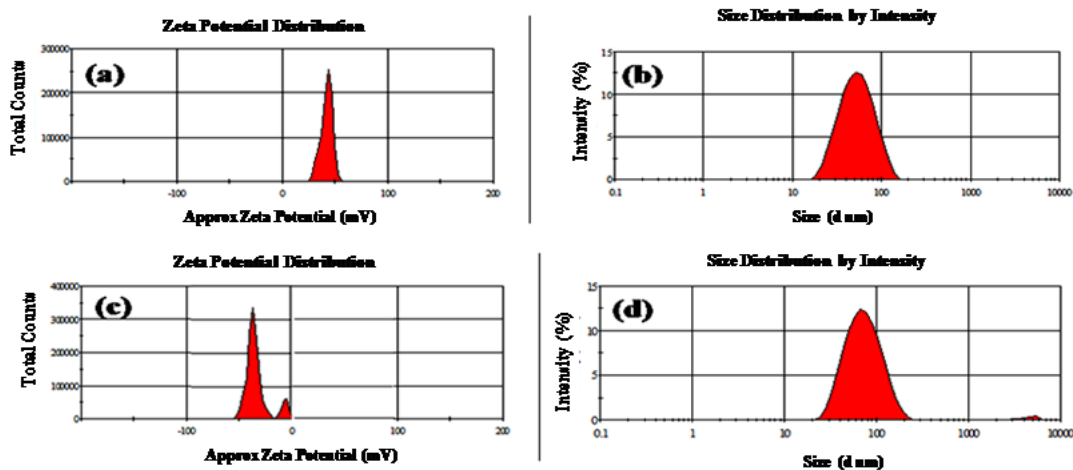 Zeta Potential Distribution
Size Distribution by Intensity
(a)
Total Counts
300000
200000
100000
0
-100
0
100
200
Approx Zeta Potential (mV)
(b)
Intensity (%)
15
10
5
0
0.1
1
10
100
1000
10000
Size (d nm)
Zeta Potential Distribution
Size Distribution by Intensity
(c)
Total Counts
400000
300000
200000
100000
0
-100
0
100
200
Approx Zeta Potential (mV)
(d)
Intensity (%)
15
10
5
0
0.1
1
10
100
1000
10000
Size (d nm)